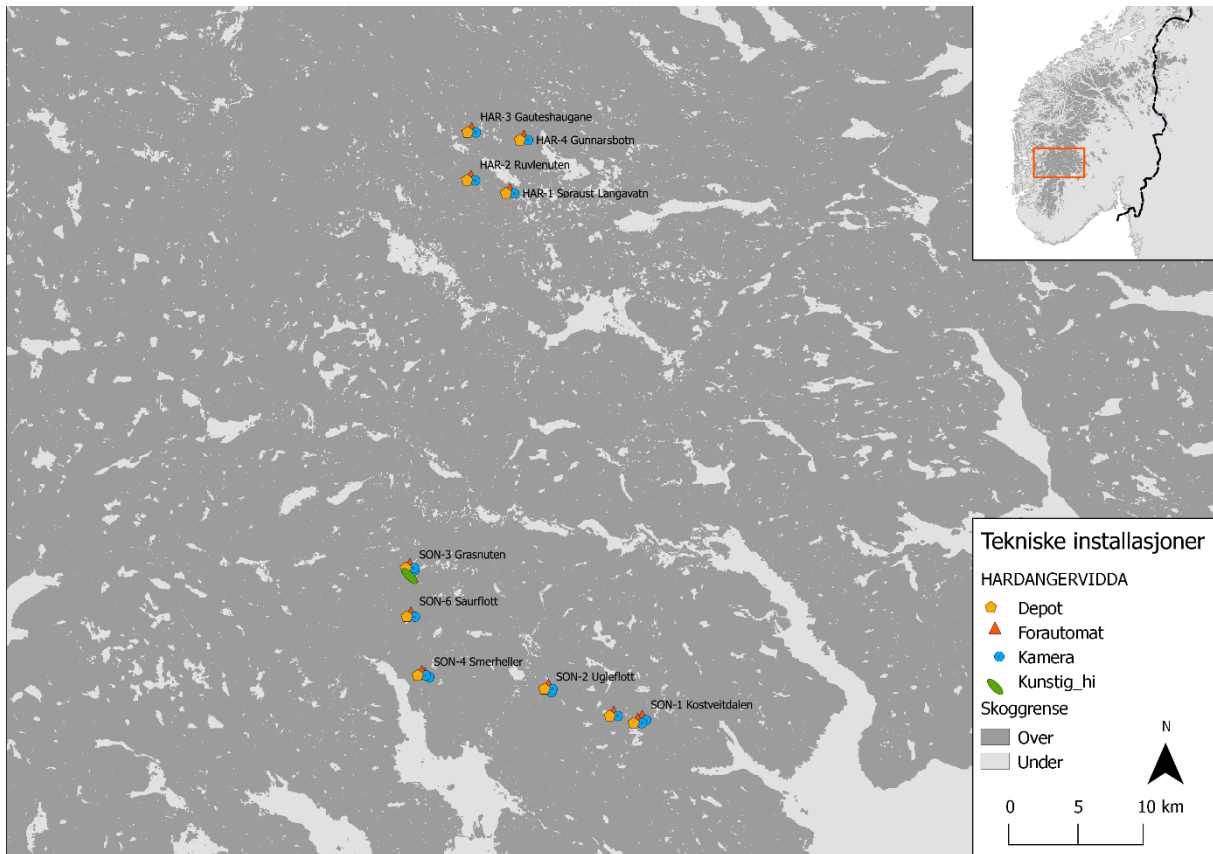 HAR-3 Gauteshaugane
HAR-4 Gunnarsbotn
HAR-2 Ruvlenuten
HAR-1 Søraust Langavatn
SON-3 Grasnuten
SON-6 Saurflott
SON-4 Smerheller
SON-2 Ugleflott
SON-1 Kostveitdalen
Tekniske installasjoner
HARDANGERVIDDA
Depot
Forautomat
Kamera
Kunstig_hi
Skoggrense
Over
Under
N
0 5 10 km